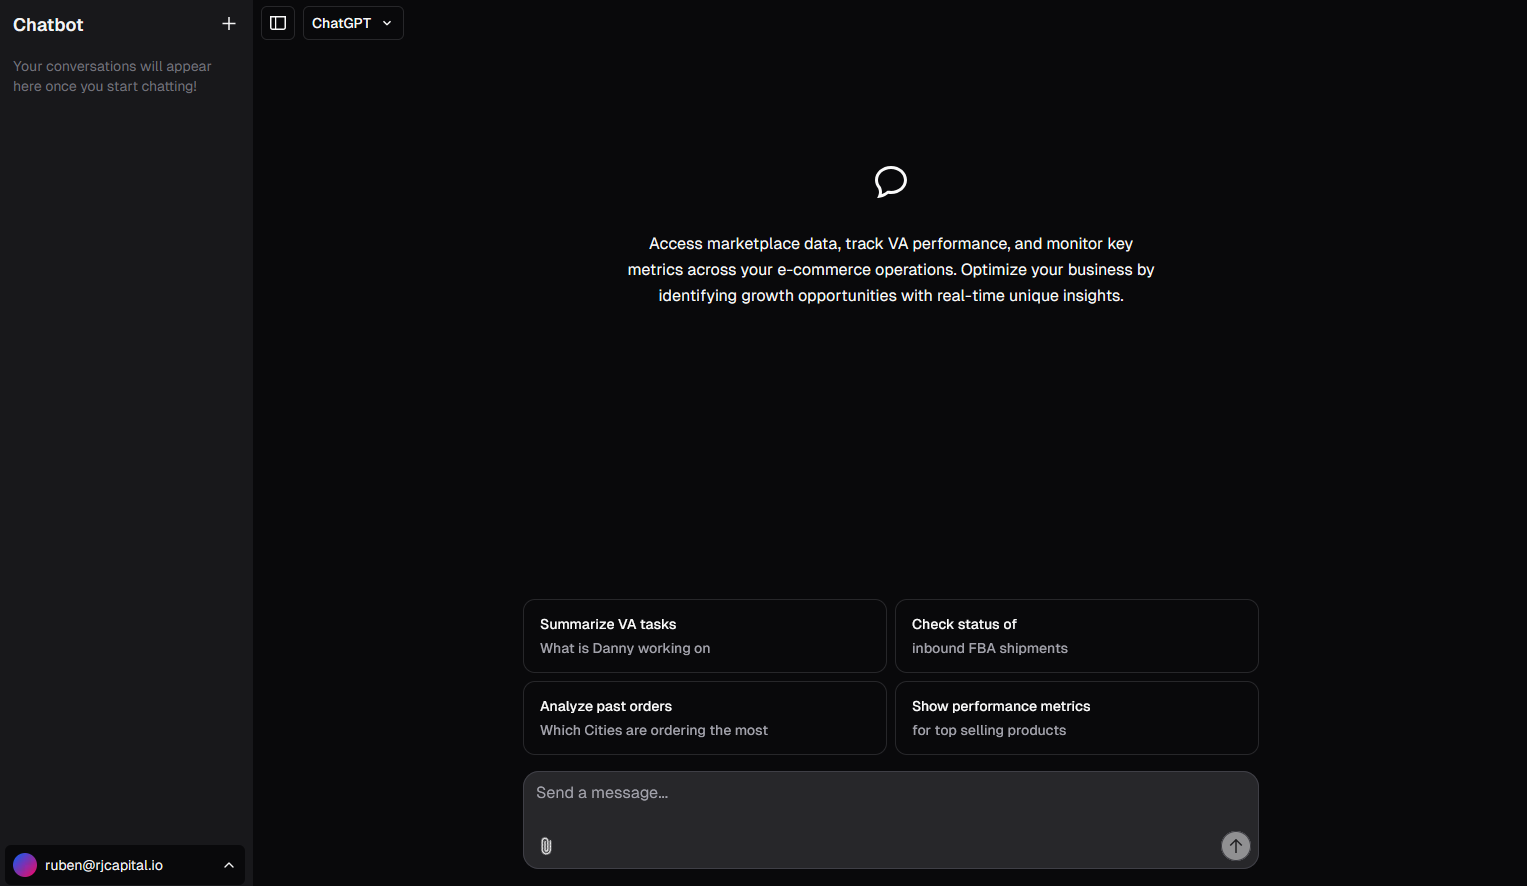 Chatbot
Your conversations will appear
here once you start chatting!
ChatGPT
Access marketplace data, track VA performance, and monitor key
metrics across your e-commerce operations. Optimize your business by
identifying growth opportunities with real-time unique insights.
Summarize VA tasks
What is Danny working on
Check status of
inbound FBA shipments
Analyze past orders
Which Cities are ordering the most
Show performance metrics
for top selling products
Send a message...
ruben@rjcapital.io